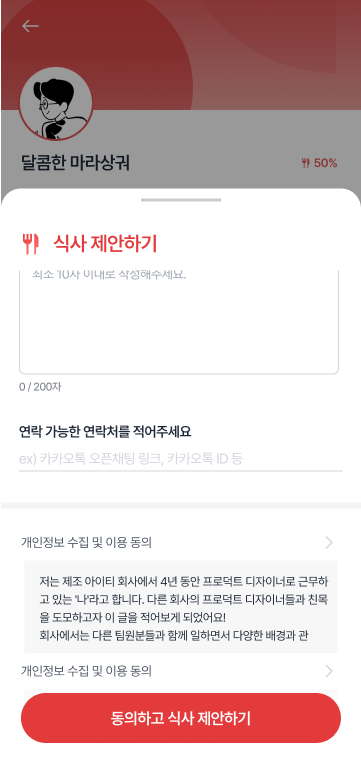 달콤한 마라샹궈
50%
식사 제안하기
최소 10자 이내로 작성해주세요.
0 / 200자
연락 가능한 연락처를 적어주세요
ex) 카카오톡 오픈채팅 링크, 카카오톡 ID 등
개인정보 수집 및 이용 동의
저는 제조 아이티 회사에서 4년 동안 프로덕트 디자이너로 근무하
고 있는 '나'라고 합니다. 다른 회사의 프로덕트 디자이너들과 친목
을 도모하고자 이 글을 적어보게 되었어요!
회사에서는 다른 팀원분들과 함께 일하면서 다양한 배경과 관
개인정보 수집 및 이용 동의
동의하고 식사 제안하기